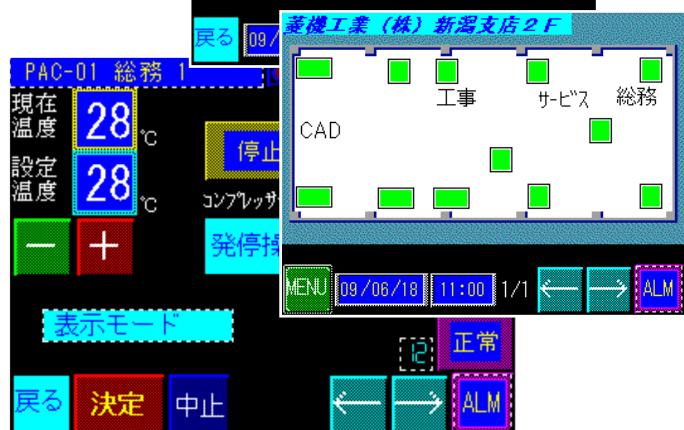 戻る 09/
菱機工業（株）新潟支店２Ｆ
工事 サービス 総務
CAD
MENU 09/06/18 11:00 1/1 ← → ALM
PAC-01 総務 1
現在温度 28 ℃
停止
設定温度 28 ℃
コンプレッサ
－ ＋ 発停操
表示モード
12 正常
戻る 決定 中止 ← → ALM